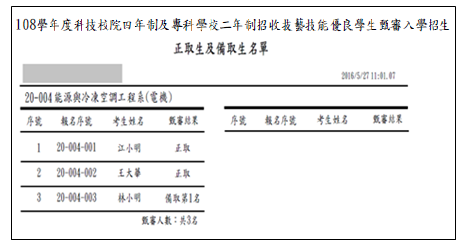 108學年度科技校院四年制及專科學校二年制招收技藝技能優良學生甄審入學招生
正取生及備取生名單
2016/5/27 11:01.07
20-004 能源與冷凍空調工程系(電機)
序號 報名序號 考生姓名 甄審結果
1 20-004-001 江小明 正取
2 20-004-002 王大華 正取
3 20-004-003 林小明 備取第1名
甄審人數：共3名
序號 報名序號 考生姓名 甄審結果